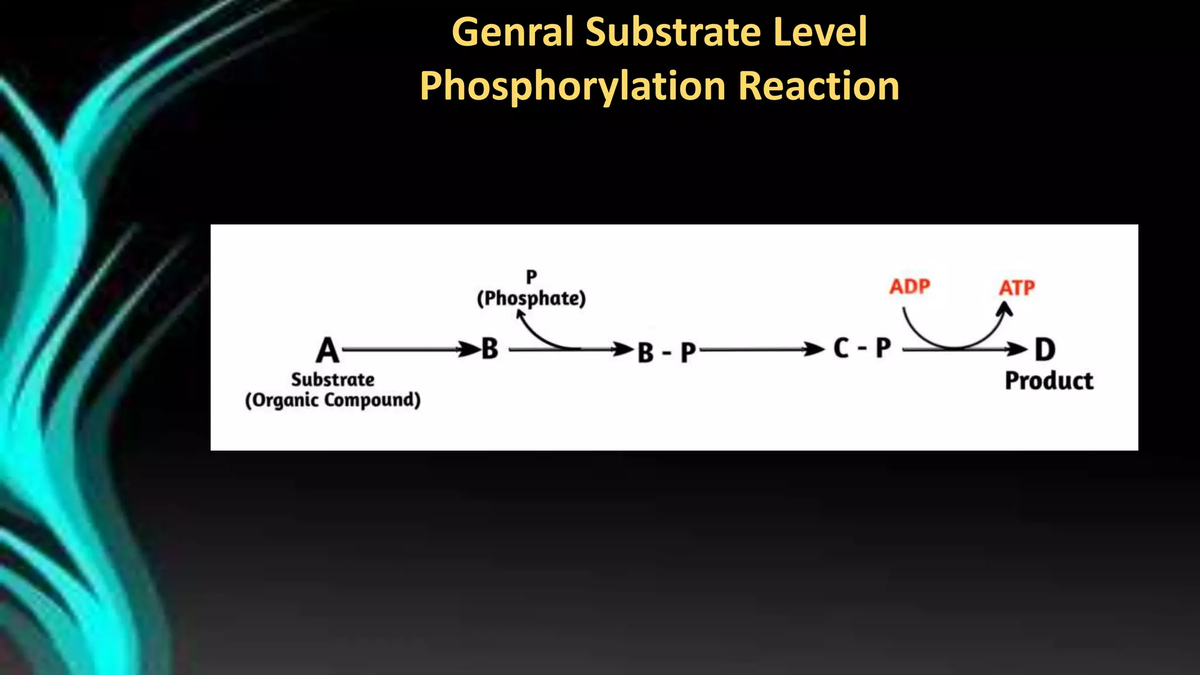 Genral Substrate Level
Phosphorylation Reaction
P
(Phosphate)
ADP
ATP
A
B
B - P
C - P
D
Substrate
(Organic Compound)
Product